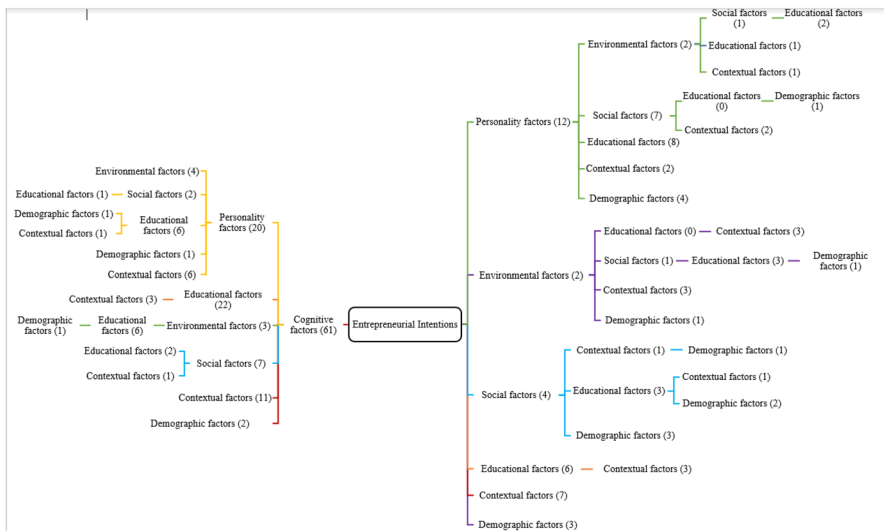 Social factors
(1)
Educational factors
(2)
Environmental factors (2)
Educational factors (1)
Contextual factors (1)
Educational factors
(0)
Demographic factors
(1)
Social factors (7)
Personality factors (12)
Contextual factors (2)
Educational factors (8)
Contextual factors (2)
Demographic factors (4)
Environmental factors (4)
Educational factors (1)
Social factors (2)
Demographic factors (1)
Educational
factors (6)
Contextual factors (1)
Personality
factors (20)
Demographic factors (1)
Contextual factors (6)
Contextual factors (3)
Educational factors
(22)
Demographic
factors (1)
Educational
factors (6)
Environmental factors (3)
Cognitive
factors (61)
Educational factors (2)
Social factors (7)
Contextual factors (1)
Contextual factors (11)
Demographic factors (2)
Entrepreneurial Intentions
Educational factors (0)
Contextual factors (3)
Environmental factors (2)
Social factors (1)
Educational factors (3)
Demographic
factors (1)
Contextual factors (3)
Demographic factors (1)
Contextual factors (1)
Demographic factors (1)
Social factors (4)
Educational factors (3)
Contextual factors (1)
Demographic factors (2)
Demographic factors (3)
Educational factors (6)
Contextual factors (3)
Contextual factors (7)
Demographic factors (3)